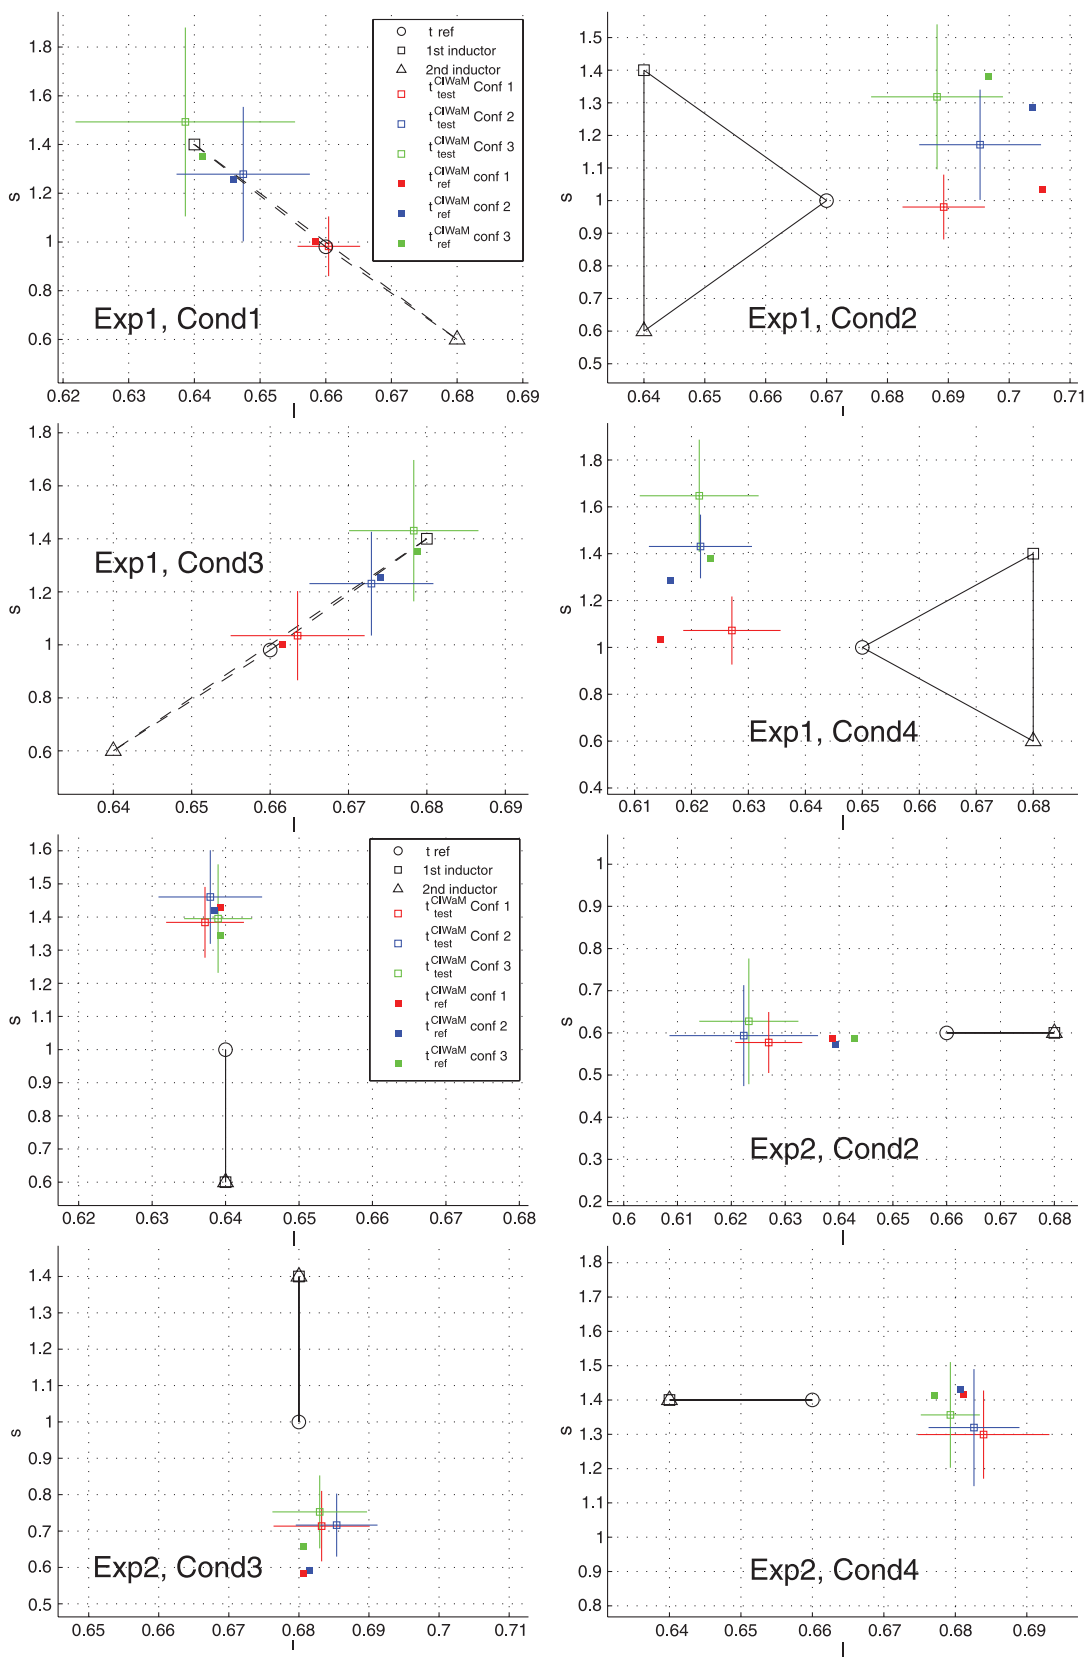 1.8
1.6
1.4
1.2
1
0.8
0.6
s
0.62 0.63 0.64 0.65 0.66 0.67 0.68 0.69
l
Exp1, Cond1
t ref
1st inductor
2nd inductor
t CIWaM test Conf 1
t CIWaM test Conf 2
t CIWaM test Conf 3
t CIWaM ref conf 1
t CIWaM ref conf 2
t CIWaM ref conf 3
1.5
1.4
1.3
1.2
1.1
1
0.9
0.8
0.7
0.6
0.5
s
0.64 0.65 0.66 0.67 0.68 0.69 0.7 0.71
l
Exp1, Cond2
1.8
1.6
1.4
1.2
1
0.8
0.6
s
0.64 0.65 0.66 0.67 0.68 0.69
l
Exp1, Cond3
1.8
1.6
1.4
1.2
1
0.8
0.6
0.4
s
0.61 0.62 0.63 0.64 0.65 0.66 0.67 0.68
l
Exp1, Cond4
1.6
1.5
1.4
1.3
1.2
1.1
1
0.9
0.8
0.7
0.6
s
0.62 0.63 0.64 0.65 0.66 0.67 0.68
l
t ref
1st inductor
2nd inductor
t CIWaM test Conf 1
t CIWaM test Conf 2
t CIWaM test Conf 3
t CIWaM ref conf 1
t CIWaM ref conf 2
t CIWaM ref conf 3
1
0.9
0.8
0.7
0.6
0.5
0.4
0.3
0.2
s
0.6 0.61 0.62 0.63 0.64 0.65 0.66 0.67 0.68
l
Exp2, Cond2
1.4
1.3
1.2
1.1
1
0.9
0.8
0.7
0.6
0.5
s
0.65 0.66 0.67 0.68 0.69 0.70 0.71
l
Exp2, Cond3
1.8
1.7
1.6
1.5
1.4
1.3
1.2
1.1
1
0.9
0.8
s
0.64 0.65 0.66 0.67 0.68 0.69
l
Exp2, Cond4